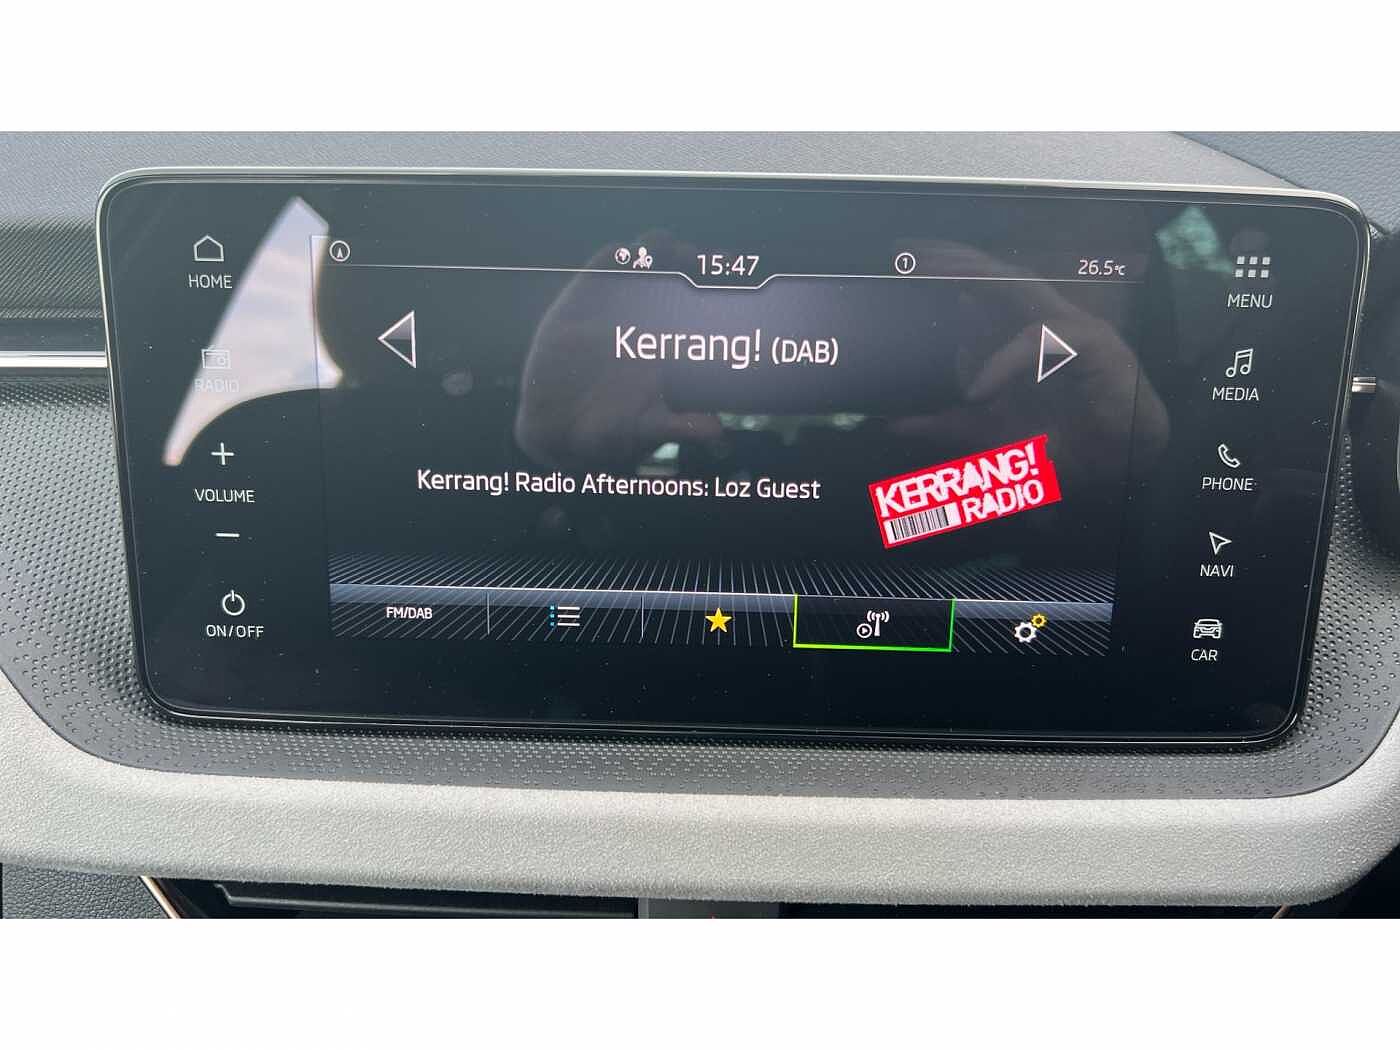 15:47
1
26.5°C
HOME
MENU
Kerrang! (DAB)
RADIO
MEDIA
VOLUME
Kerrang! Radio Afternoons: Loz Guest
KERRANG!
RADIO
PHONE
NAVI
FM/DAB
ON/OFF
CAR